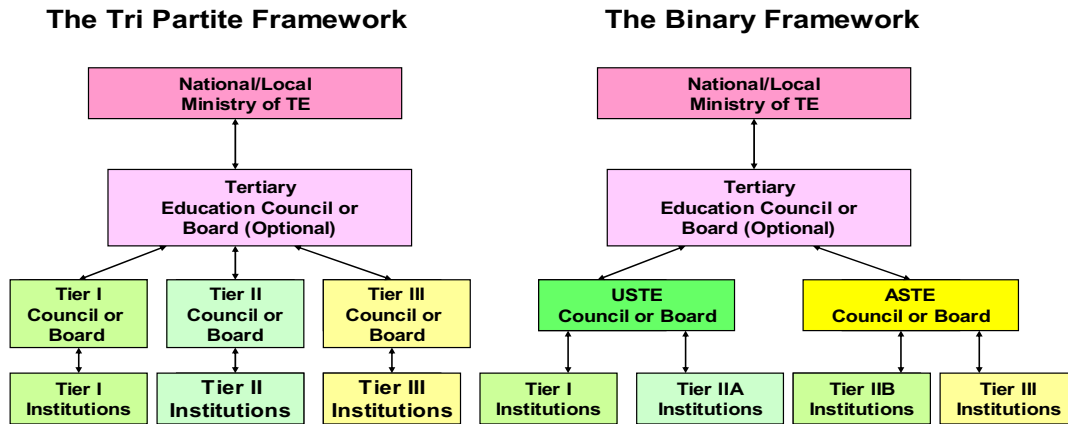 The Tri Partite Framework
National/Local
Ministry of TE
Tertiary
Education Council or
Board (Optional)
Tier I
Council or
Board
Tier II
Council or
Board
Tier III
Council or
Board
Tier I
Institutions
Tier II
Institutions
Tier III
Institutions
The Binary Framework
National/Local
Ministry of TE
Tertiary
Education Council or
Board (Optional)
USTE
Council or Board
ASTE
Council or Board
Tier I
Institutions
Tier IIA
Institutions
Tier IIB
Institutions
Tier III
Institutions